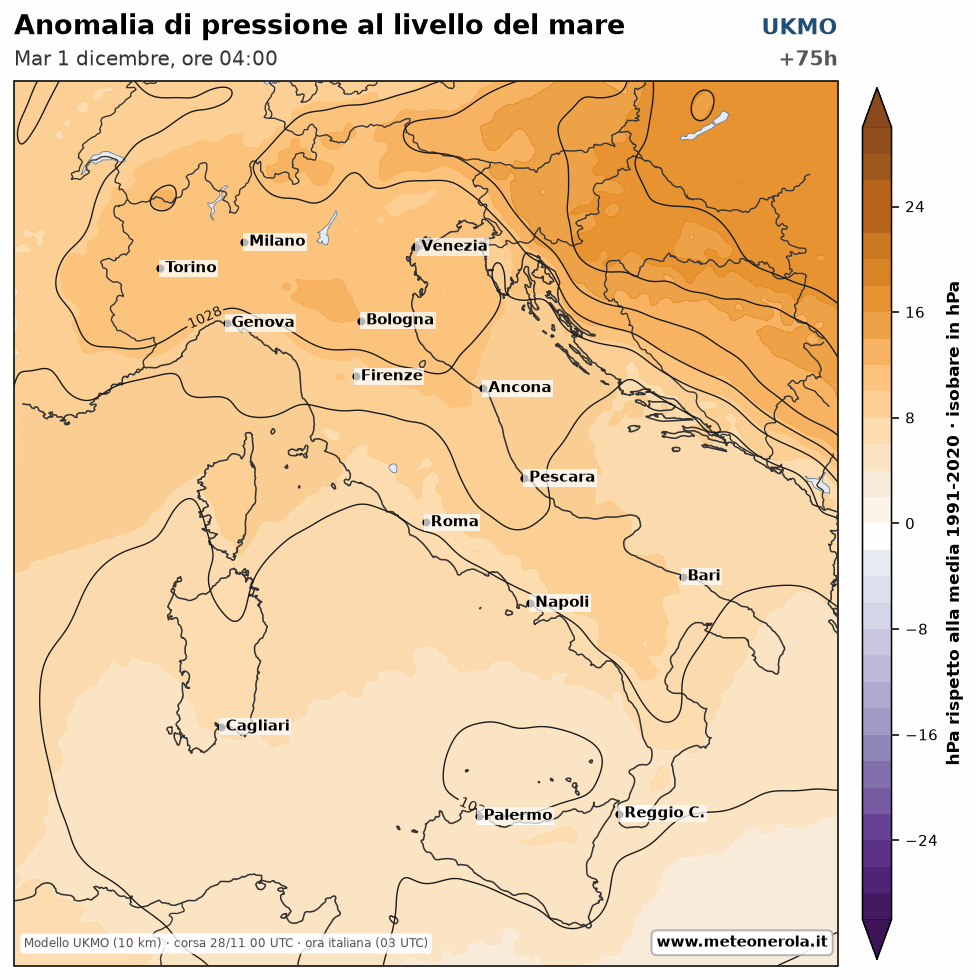 Anomalia di pressione al livello del mare
UKMO
Mar 1 dicembre, ore 04:00
+75h
Milano
Venezia
Torino
1028
Genova
Bologna
Firenze
Ancona
Pescara
Roma
Bari
Napoli
Cagliari
Palermo
Reggio C.
24
16
8
0
−8
−16
−24
hPa rispetto alla media 1991-2020 · isobare in hPa
Modello UKMO (10 km) · corsa 28/11 00 UTC · ora italiana (03 UTC)
www.meteonerola.it